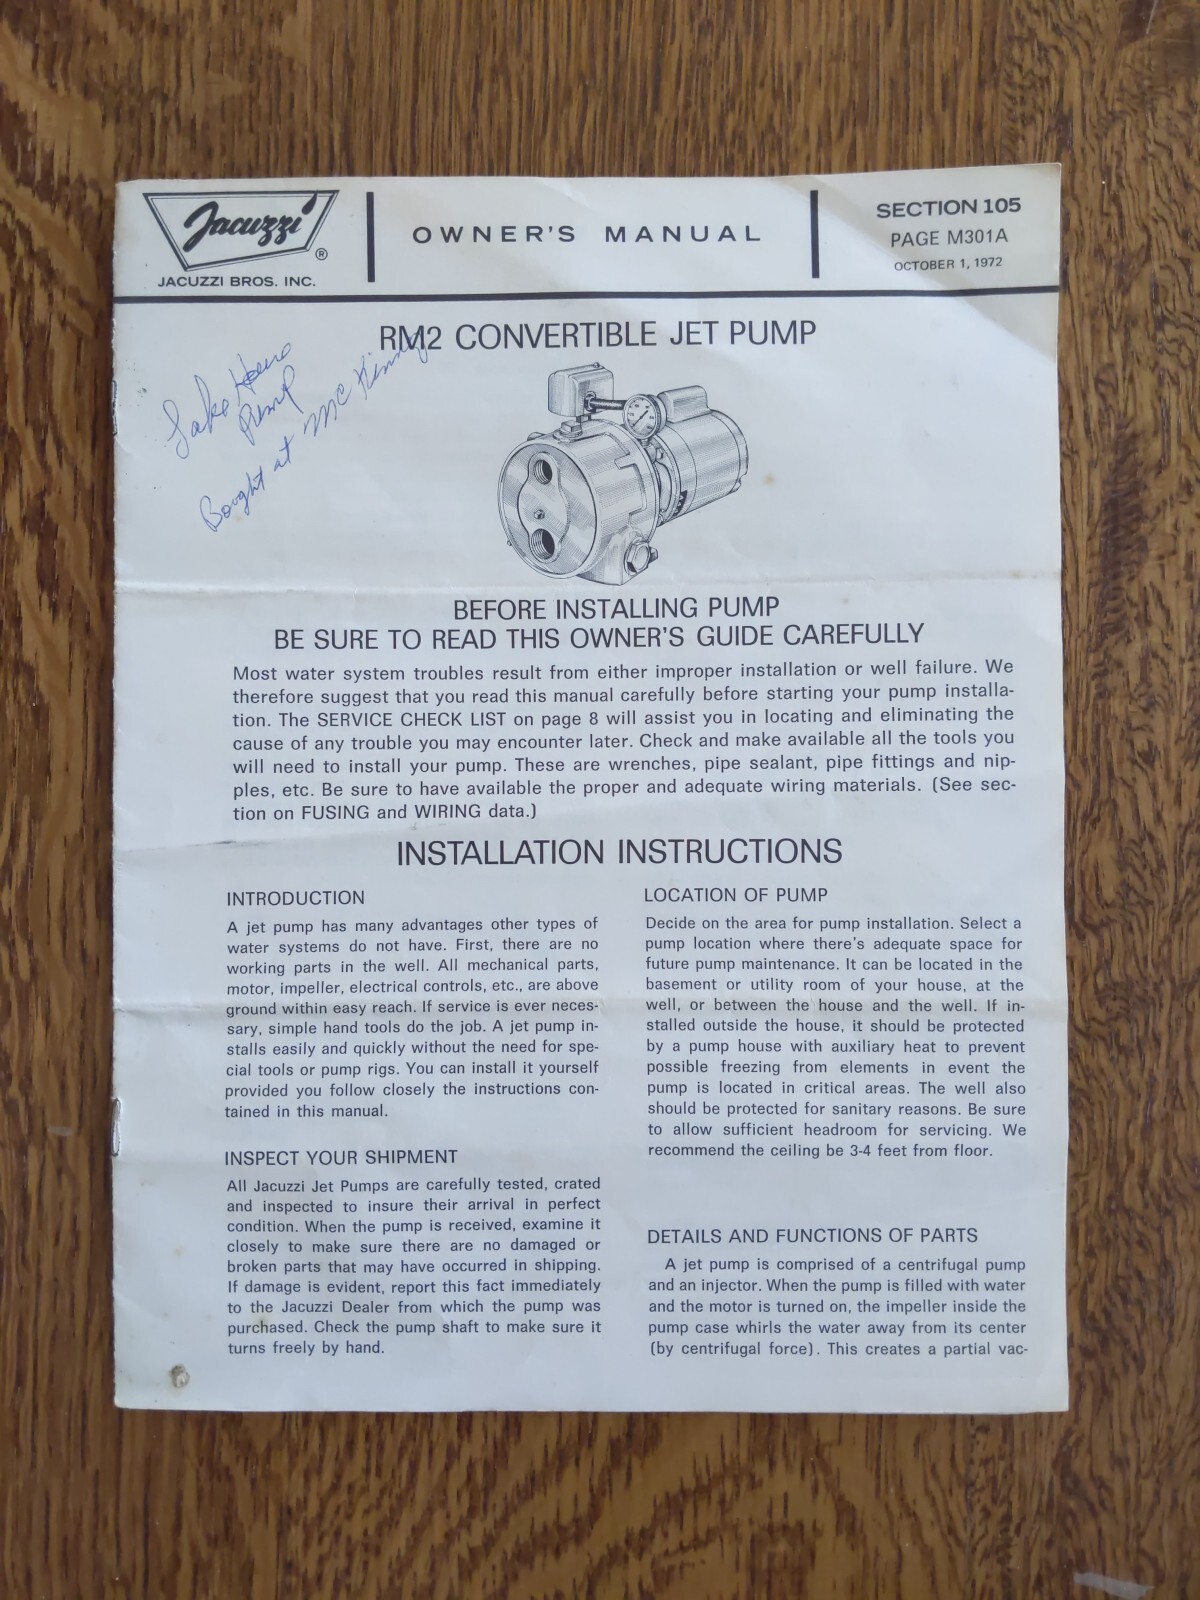 Jacuzzi®
JACUZZI BROS. INC.
OWNER'S MANUAL
SECTION 105
PAGE M301A
OCTOBER 1, 1972
RM2 CONVERTIBLE JET PUMP
Lake House
Pump
Bought at McKinney
BEFORE INSTALLING PUMP
BE SURE TO READ THIS OWNER'S GUIDE CAREFULLY
Most water system troubles result from either improper installation or well failure. We
therefore suggest that you read this manual carefully before starting your pump installa-
tion. The SERVICE CHECK LIST on page 8 will assist you in locating and eliminating the
cause of any trouble you may encounter later. Check and make available all the tools you
will need to install your pump. These are wrenches, pipe sealant, pipe fittings and nip-
ples, etc. Be sure to have available the proper and adequate wiring materials. (See sec-
tion on FUSING and WIRING data.)
INSTALLATION INSTRUCTIONS
INTRODUCTION
A jet pump has many advantages other types of
water systems do not have. First, there are no
working parts in the well. All mechanical parts,
motor, impeller, electrical controls, etc., are above
ground within easy reach. If service is ever neces-
sary, simple hand tools do the job. A jet pump in-
stalls easily and quickly without the need for spe-
cial tools or pump rigs. You can install it yourself
provided you follow closely the instructions con-
tained in this manual.
INSPECT YOUR SHIPMENT
All Jacuzzi Jet Pumps are carefully tested, crated
and inspected to insure their arrival in perfect
condition. When the pump is received, examine it
closely to make sure there are no damaged or
broken parts that may have occurred in shipping.
If damage is evident, report this fact immediately
to the Jacuzzi Dealer from which the pump was
purchased. Check the pump shaft to make sure it
turns freely by hand.
LOCATION OF PUMP
Decide on the area for pump installation. Select a
pump location where there's adequate space for
future pump maintenance. It can be located in the
basement or utility room of your house, at the
well, or between the house and the well. If in-
stalled outside the house, it should be protected
by a pump house with auxiliary heat to prevent
possible freezing from elements in event the
pump is located in critical areas. The well also
should be protected for sanitary reasons. Be sure
to allow sufficient headroom for servicing. We
recommend the ceiling be 3-4 feet from floor.
DETAILS AND FUNCTIONS OF PARTS
A jet pump is comprised of a centrifugal pump
and an injector. When the pump is filled with water
and the motor is turned on, the impeller inside the
pump case whirls the water away from its center
(by centrifugal force). This creates a partial vac-